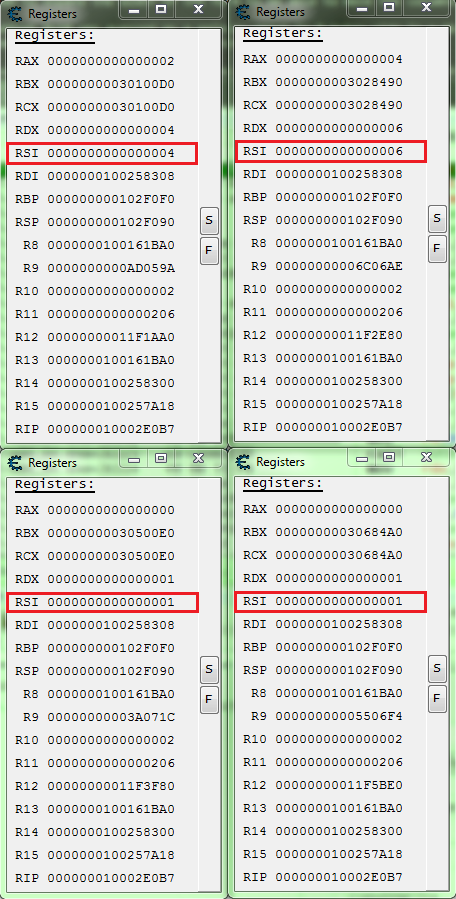 Registers
Registers:
RAX 0000000000000002
RBX 00000000030100D0
RCX 00000000030100D0
RDX 0000000000000004
RSI 0000000000000004
RDI 0000000100258308
RBP 000000000102F0F0
RSP 000000000102F090
R8 0000000100161BA0
R9 0000000000AD059A
R10 0000000000000002
R11 0000000000000206
R12 00000000011F1AA0
R13 0000000100161BA0
R14 0000000100258300
R15 0000000100257A18
RIP 000000010002E0B7
S
F
Registers
Registers:
RAX 0000000000000004
RBX 0000000003028490
RCX 0000000003028490
RDX 0000000000000006
RSI 0000000000000006
RDI 0000000100258308
RBP 000000000102F0F0
RSP 000000000102F090
R8 0000000100161BA0
R9 00000000006C06AE
R10 0000000000000002
R11 0000000000000206
R12 00000000011F2E80
R13 0000000100161BA0
R14 0000000100258300
R15 0000000100257A18
RIP 000000010002E0B7
S
F
Registers
Registers:
RAX 0000000000000000
RBX 00000000030500E0
RCX 00000000030500E0
RDX 0000000000000001
RSI 0000000000000001
RDI 0000000100258308
RBP 000000000102F0F0
RSP 000000000102F090
R8 0000000100161BA0
R9 00000000003A071C
R10 0000000000000002
R11 0000000000000206
R12 00000000011F3F80
R13 0000000100161BA0
R14 0000000100258300
R15 0000000100257A18
RIP 000000010002E0B7
S
F
Registers
Registers:
RAX 0000000000000000
RBX 00000000030684A0
RCX 00000000030684A0
RDX 0000000000000001
RSI 0000000000000001
RDI 0000000100258308
RBP 000000000102F0F0
RSP 000000000102F090
R8 0000000100161BA0
R9 00000000005506F4
R10 0000000000000002
R11 0000000000000206
R12 00000000011F5BE0
R13 0000000100161BA0
R14 0000000100258300
R15 0000000100257A18
RIP 000000010002E0B7
S
F